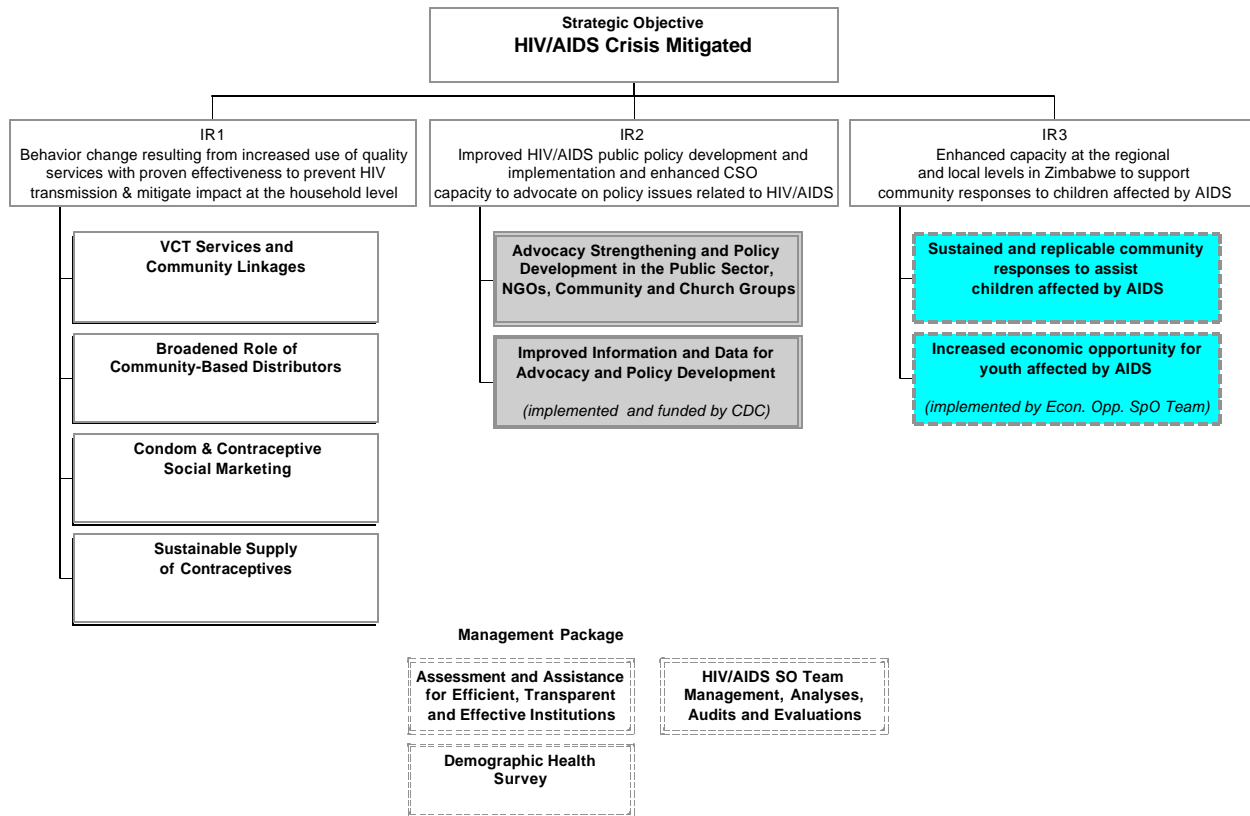 Strategic Objective
HIV/AIDS Crisis Mitigated
IR1
Behavior change resulting from increased use of quality
services with proven effectiveness to prevent HIV
transmission & mitigate impact at the household level
VCT Services and
Community Linkages
Broadened Role of
Community-Based Distributors
Condom & Contraceptive
Social Marketing
Sustainable Supply
of Contraceptives
IR2
Improved HIV/AIDS public policy development and
implementation and enhanced CSO
capacity to advocate on policy issues related to HIV/AIDS
Advocacy Strengthening and Policy
Development in the Public Sector,
NGOs, Community and Church Groups
Improved Information and Data for
Advocacy and Policy Development
(implemented and funded by CDC)
IR3
Enhanced capacity at the regional
and local levels in Zimbabwe to support
community responses to children affected by AIDS
Sustained and replicable community
responses to assist
children affected by AIDS
Increased economic opportunity for
youth affected by AIDS
(implemented by Econ. Opp. SpO Team)
Management Package
Assessment and Assistance
for Efficient, Transparent
and Effective Institutions
HIV/AIDS SO Team
Management, Analyses,
Audits and Evaluations
Demographic Health
Survey